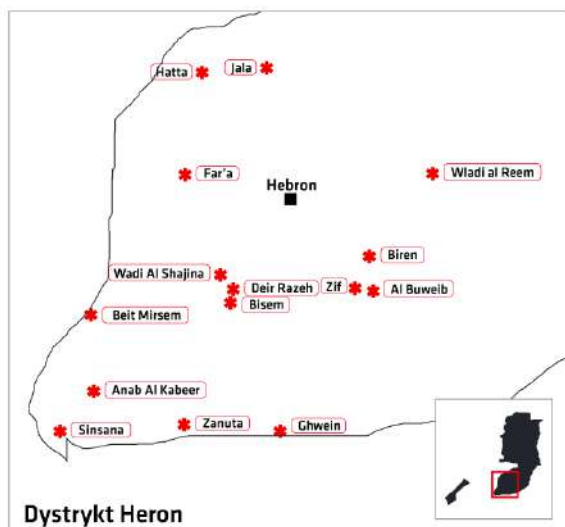 Hatta
Jala
Far'a
Hebron
Wladi al Reem
Biren
Wadi Al Shajina
Deir Razeh
Zif
Al Buweib
Blsem
Beit Mirsem
Anab Al Kabeer
Sinsana
Zanuta
Ghwein
Dystrykt Heron